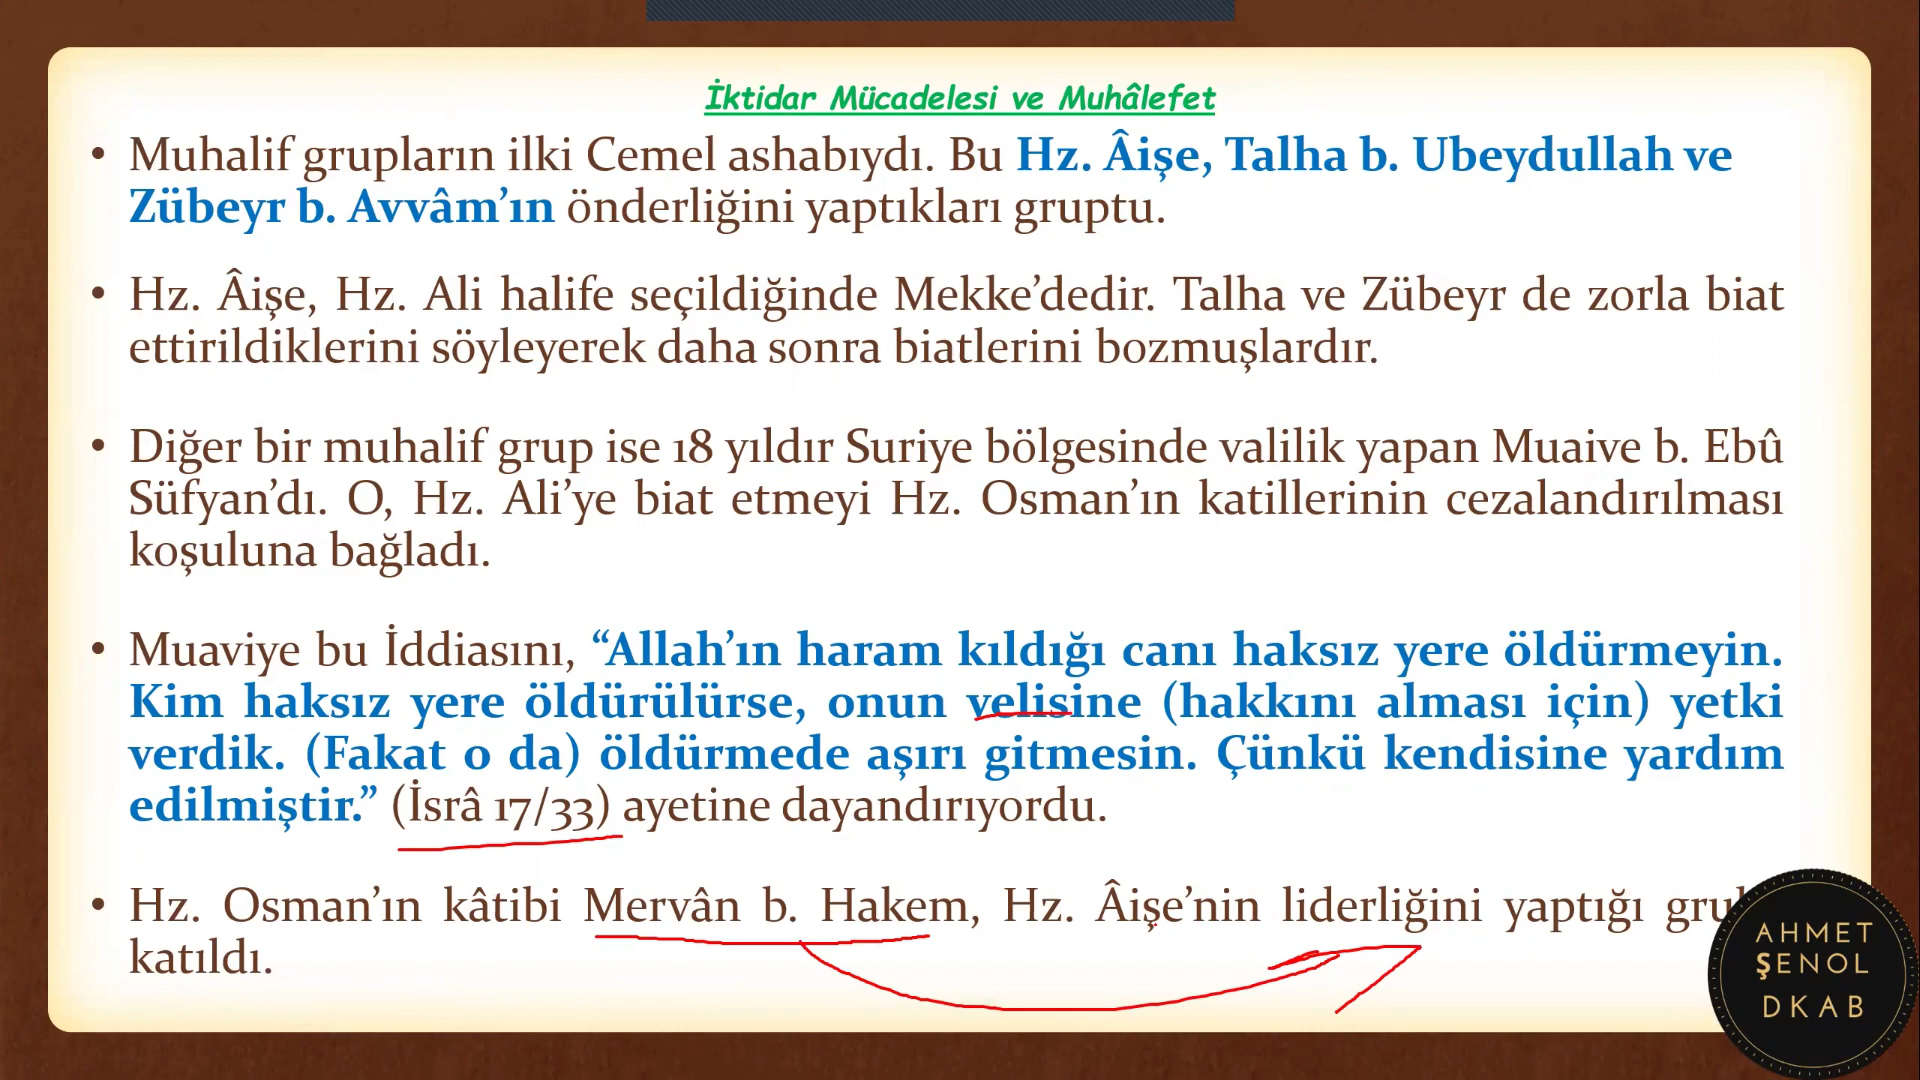 İktidar Mücadelesi ve Muhâlefet
• Muhalif grupların ilki Cemel ashabıydı. Bu Hz. Âişe, Talha b. Ubeydullah ve
Zübeyr b. Avvâm’ın önderliğini yaptıkları gruptu.
• Hz. Âişe, Hz. Ali halife seçildiğinde Mekke’dedir. Talha ve Zübeyr de zorla biat
ettirildiklerini söyleyerek daha sonra biatlerini bozmuşlardır.
• Diğer bir muhalif grup ise 18 yıldır Suriye bölgesinde valilik yapan Muaive b. Ebû
Süfyan’dı. O, Hz. Ali’ye biat etmeyi Hz. Osman’ın katillerinin cezalandırılması
koşuluna bağladı.
• Muaviye bu İddiasını, “Allah’ın haram kıldığı canı haksız yere öldürmeyin.
Kim haksız yere öldürülürse, onun velisine (hakkını alması için) yetki
verdik. (Fakat o da) öldürmede aşırı gitmesin. Çünkü kendisine yardım
edilmiştir.” (İsrâ 17/33) ayetine dayandırıyordu.
• Hz. Osman’ın kâtibi Mervân b. Hakem, Hz. Âişe’nin liderliğini yaptığı
katıldı.
AHMET
ŞENOL
DKAB